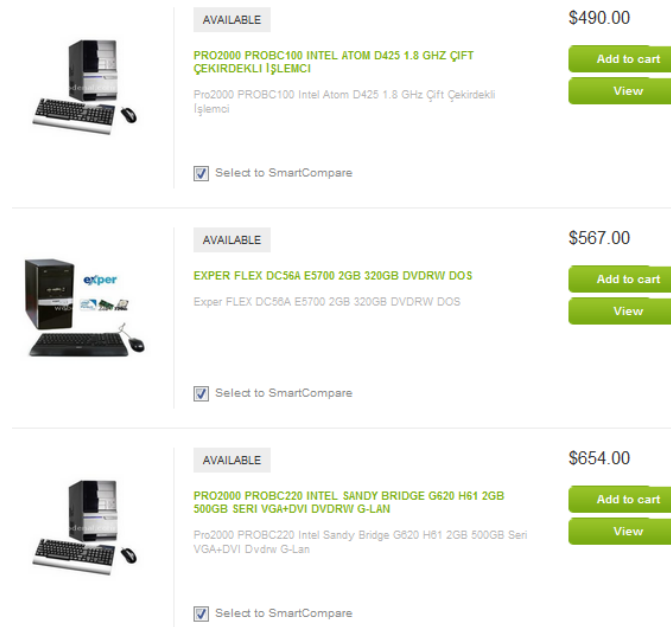 AVAILABLE
$490.00
PRO2000 PROBC100 INTEL ATOM D425 1.8 GHZ ÇIFT
ÇEKIRDEKLI İŞLEMCI
Add to cart
Pro2000 PROBC100 Intel Atom D425 1.8 GHz Çift Çekirdekli
İşlemci
View
Select to SmartCompare
AVAILABLE
$567.00
EXPER FLEX DC56A E5700 2GB 320GB DVDRW DOS
Add to cart
exper
Exper FLEX DC56A E5700 2GB 320GB DVDRW DOS
View
Select to SmartCompare
AVAILABLE
$654.00
PRO2000 PROBC220 INTEL SANDY BRIDGE G620 H61 2GB
500GB SERI VGA+DVI DVDRW G-LAN
Add to cart
Pro2000 PROBC220 Intel Sandy Bridge G620 H61 2GB 500GB Seri
VGA+DVI Dvdrw G-Lan
View
Select to SmartCompare